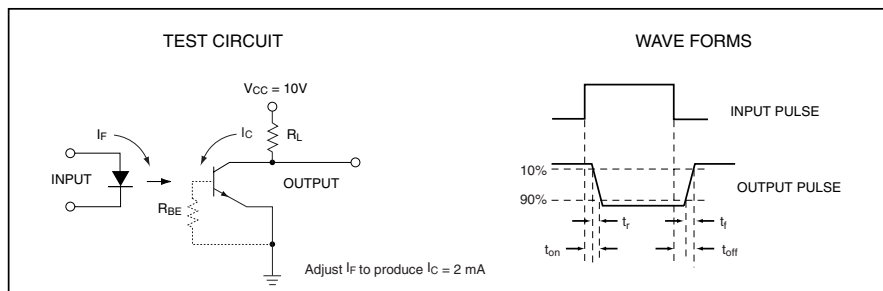 TEST CIRCUIT
WAVE FORMS
VCC = 10V
IF
IC
RL
INPUT
OUTPUT
RBE
Adjust IF to produce IC = 2 mA
INPUT PULSE
10%
OUTPUT PULSE
90%
tr
tf
ton
toff